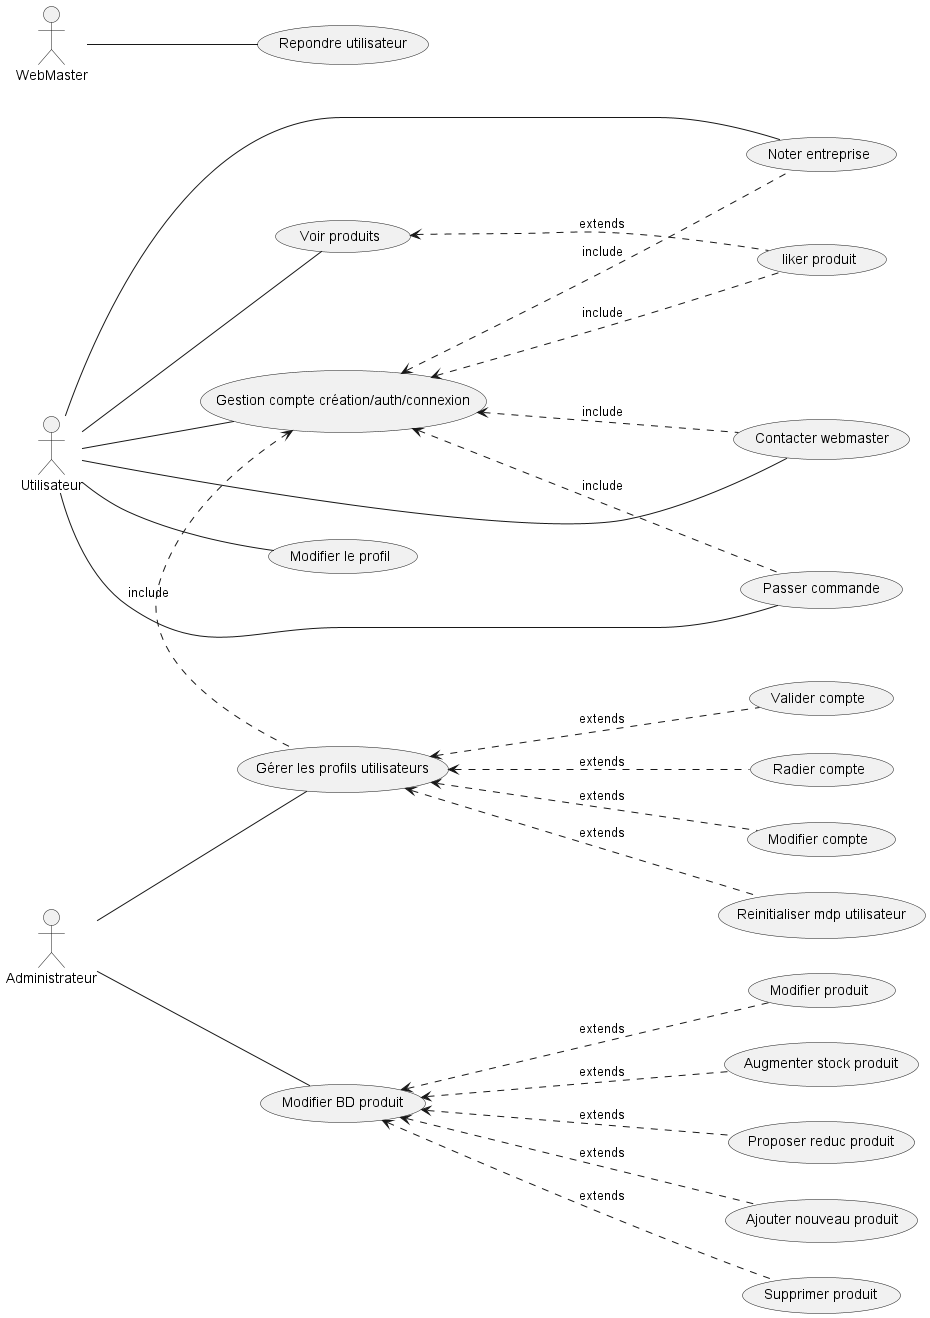 WebMaster
Repondre utilisateur
Noter entreprise
Voir produits
extends
include
liker produit
include
Gestion compte création/auth/connexion
include
Contacter webmaster
Utilisateur
include
Modifier le profil
include
Passer commande
Valider compte
extends
Gérer les profils utilisateurs
extends
Radier compte
extends
extends
Modifier compte
Reinitialiser mdp utilisateur
Administrateur
Modifier produit
extends
Augmenter stock produit
extends
Modifier BD produit
extends
Proposer reduc produit
extends
extends
Ajouter nouveau produit
Supprimer produit